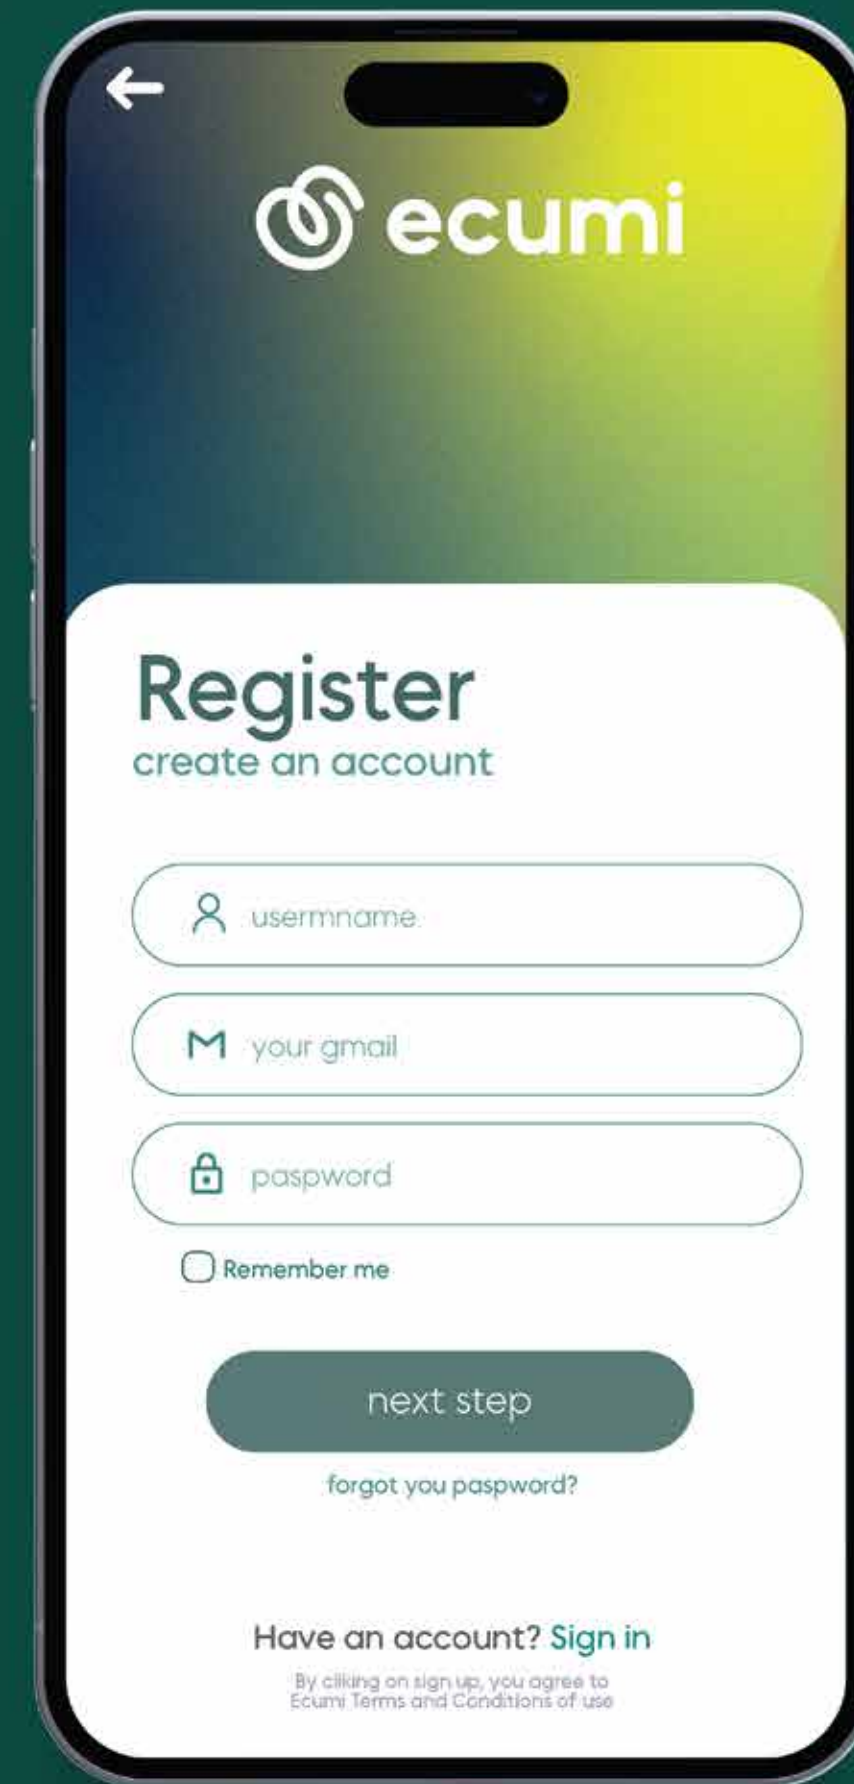 ecumi
Register
create an account
usermname.
your gmail
paspword
Remember me
next step
forgot you paspword?
Have an account? Sign in
By cliking on sign up, you agree to
Ecumi Terms and Conditions of use